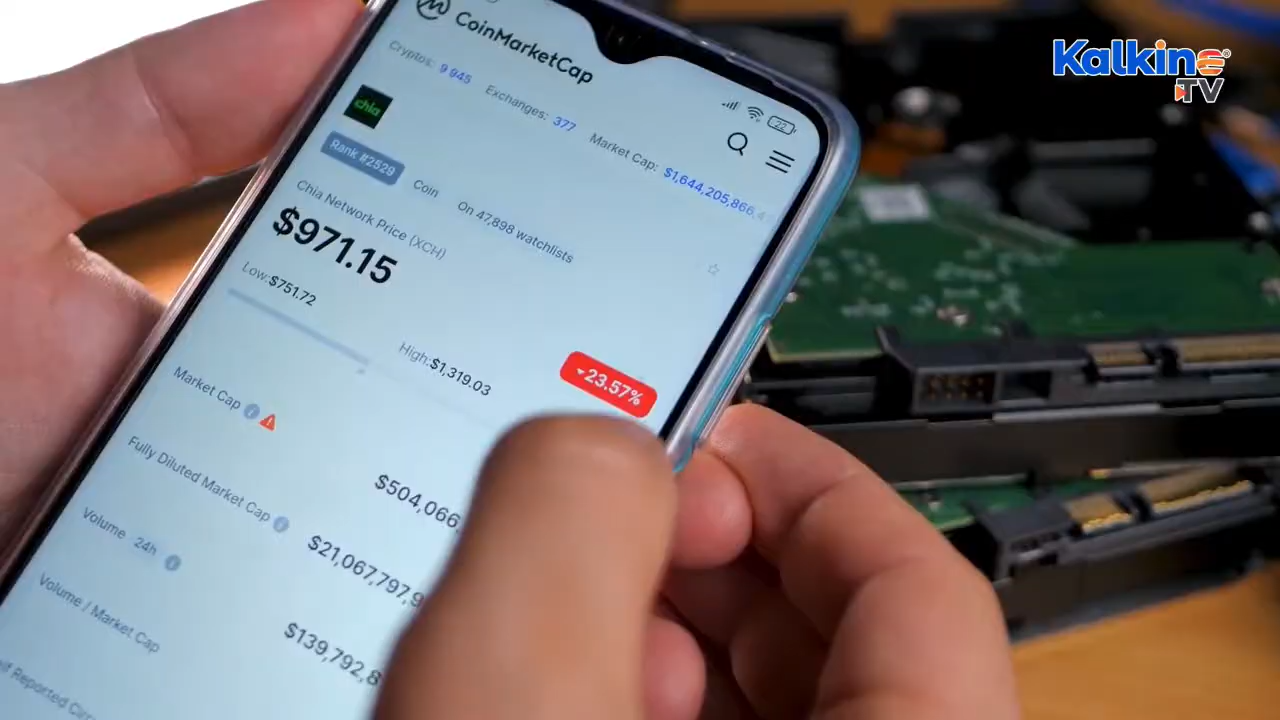 Kalkine
TV
CoinMarketCap
22
Cryptos: 9 945 Exchanges: 377 Market Cap: $1,644,205,866,4
chia
Rank #2529 Coin On 47,898 watchlists
Chia Network Price (XCH)
$971.15
23.57%
Low:$751.72
High:$1,319.03
Market Cap
$504,066,
Fully Diluted Market Cap
$21,067,797,9
Volume 24h
$139,792,8
Volume / Market Cap
Reported